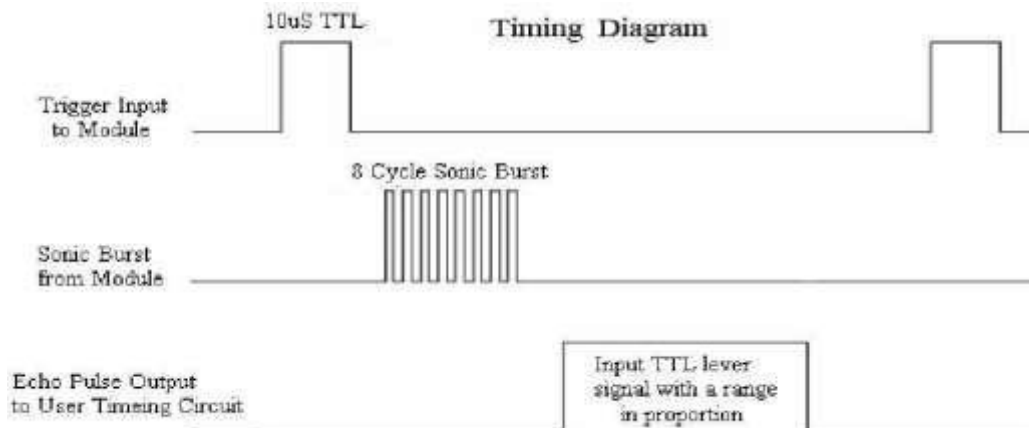 10uS TTL
Timing Diagram
Trigger Input
to Module
8 Cycle Sonic Burst
Sonic Burst
from Module
Echo Pulse Output
to User Timeing Circuit
Input TTL lever
signal with a range
in proportion